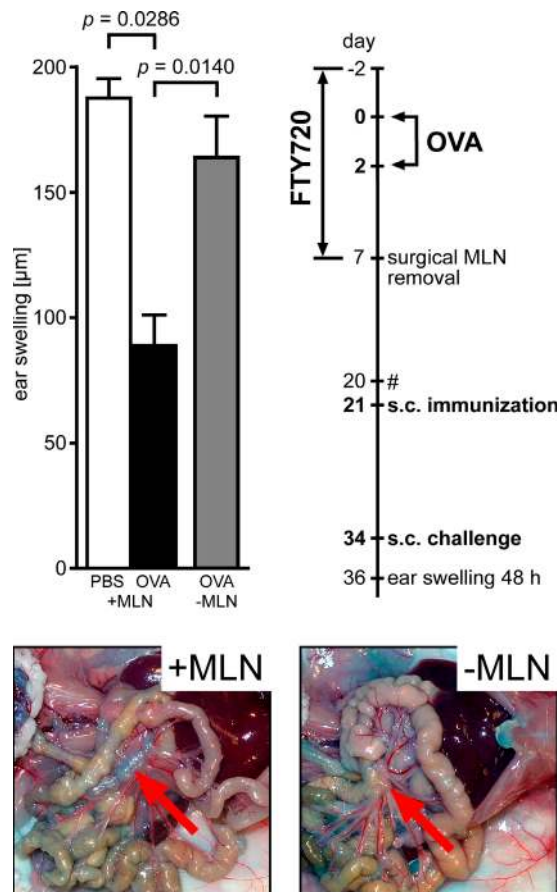 p = 0.0286
p = 0.0140
200
150
100
50
0
ear swelling [µm]
PBS OVA OVA
+MLN -MLN
day
-2
0
2
7 surgical MLN
removal
20 #
21 s.c. immunization
34 s.c. challenge
36 ear swelling 48 h
FTY720
OVA
+MLN
-MLN